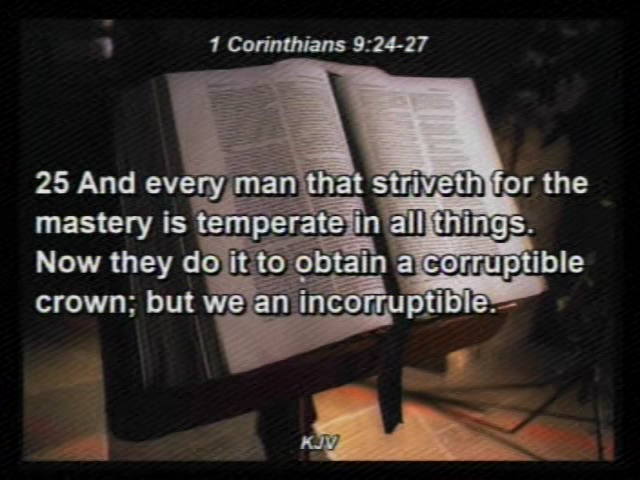 1 Corinthians 9:24-27
25 And every man that striveth for the
mastery is temperate in all things.
Now they do it to obtain a corruptible
crown; but we an incorruptible.
KJV